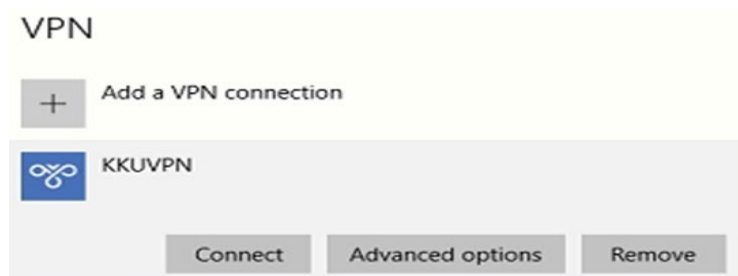 VPN
+ Add a VPN connection
KKUVPN
Connect Advanced options Remove